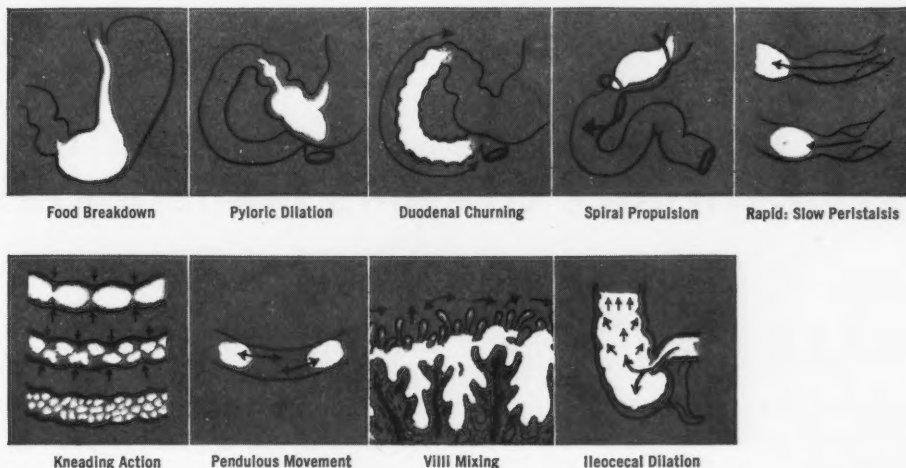 Food Breakdown
Pyloric Dilation
Duodenal Churning
Spiral Propulsion
Rapid: Slow Peristalsis
Kneading Action
Pendulous Movement
Villi Mixing
Ileocecal Dilation